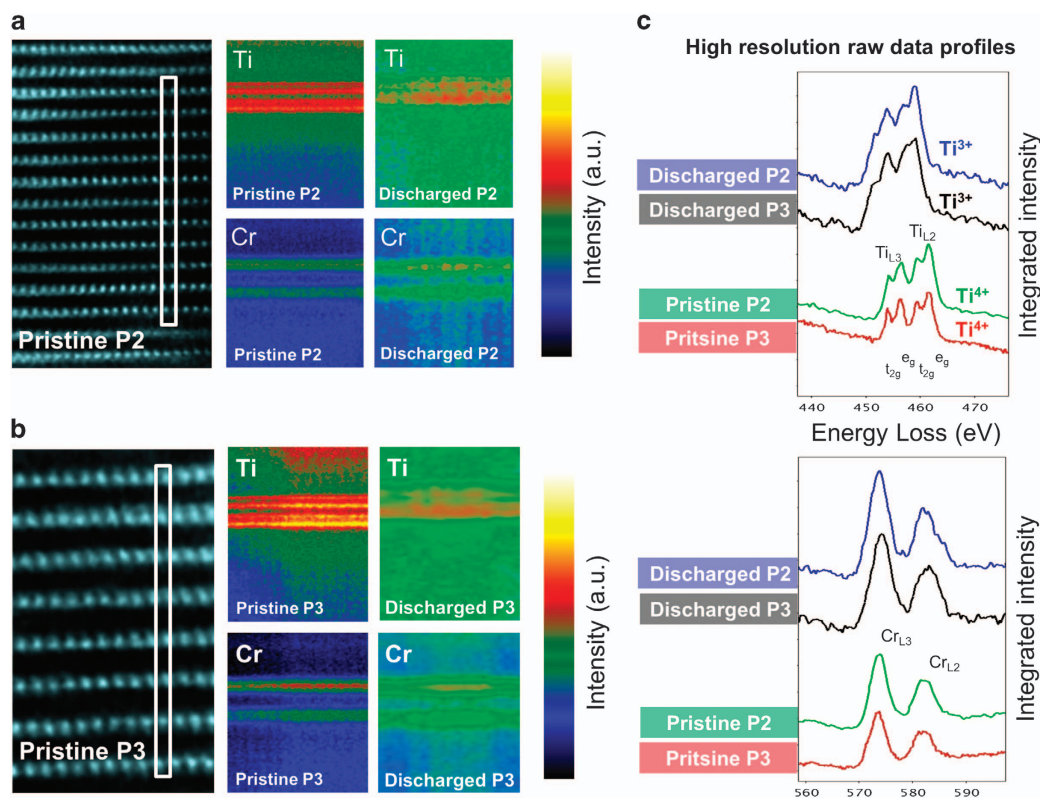 a
Ti
Pristine P2
Ti
Discharged P2
Cr
Pristine P2
Cr
Discharged P2
Pristine P2
Intensity (a.u.)
b
Ti
Pristine P3
Ti
Discharged P3
Cr
Pristine P3
Cr
Discharged P3
Pristine P3
Intensity (a.u.)
c
High resolution raw data profiles
Discharged P2
Ti3+
Discharged P3
Ti3+
TiL3
TiL2
Pristine P2
Ti4+
Pritsine P3
Ti4+
t2g eg t2g eg
440 450 460 470
Energy Loss (eV)
Integrated intensity
Discharged P2
Discharged P3
CrL3
CrL2
Pristine P2
Pritsine P3
560 570 580 590
Integrated intensity